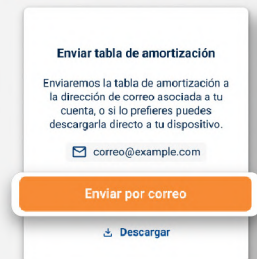 Enviar tabla de amortización
Enviaremos la tabla de amortización a
la dirección de correo asociada a tu
cuenta, o si lo prefieres puedes
descargarla directo a tu dispositivo.
correo@example.com
Enviar por correo
Descargar